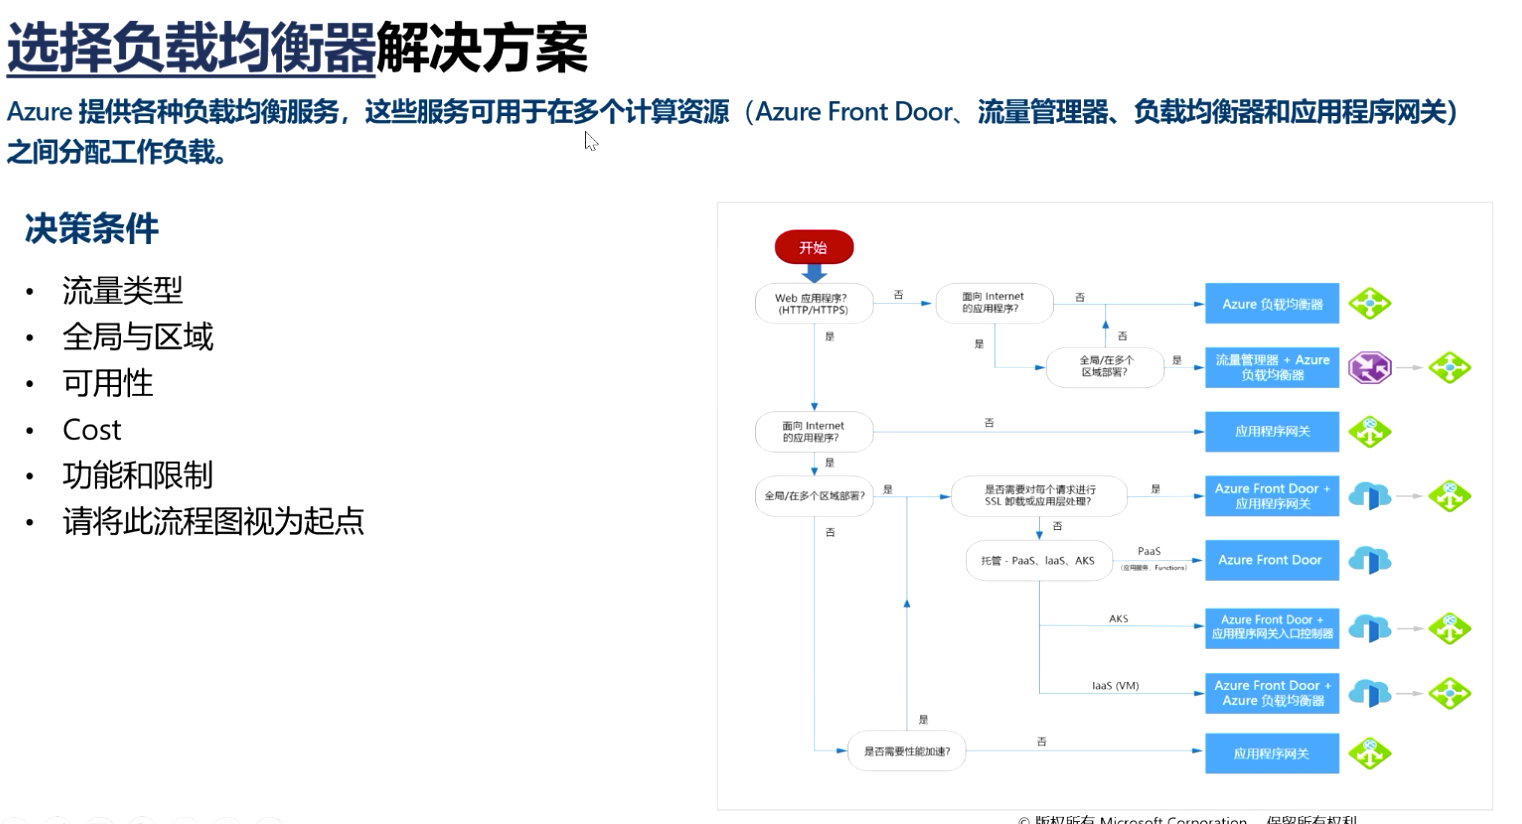 选择负载均衡器解决方案
Azure 提供各种负载均衡服务，这些服务可用于在多个计算资源（Azure Front Door、流量管理器、负载均衡器和应用程序网关）
之间分配工作负载。
决策条件
• 流量类型
• 全局与区域
• 可用性
• Cost
• 功能和限制
• 请将此流程图视为起点
开始
Web 应用程序?
(HTTP/HTTPS)
否
面向 Internet
的应用程序?
否
Azure 负载均衡器
是
是
否
全局/在多个
区域部署?
是
流量管理器 + Azure
负载均衡器
面向 Internet
的应用程序?
否
应用程序网关
是
全局/在多个区域部署?
是
是否需要对每个请求进行
SSL 卸载或应用层处理?
是
Azure Front Door +
应用程序网关
否
否
托管 - PaaS、IaaS、AKS
PaaS
(应用服务、Functions)
Azure Front Door
AKS
Azure Front Door +
应用程序网关入口控制器
IaaS (VM)
Azure Front Door +
Azure 负载均衡器
是
是否需要性能加速?
否
应用程序网关
© 版权所有 Microsoft Corporation。 保留所有权利